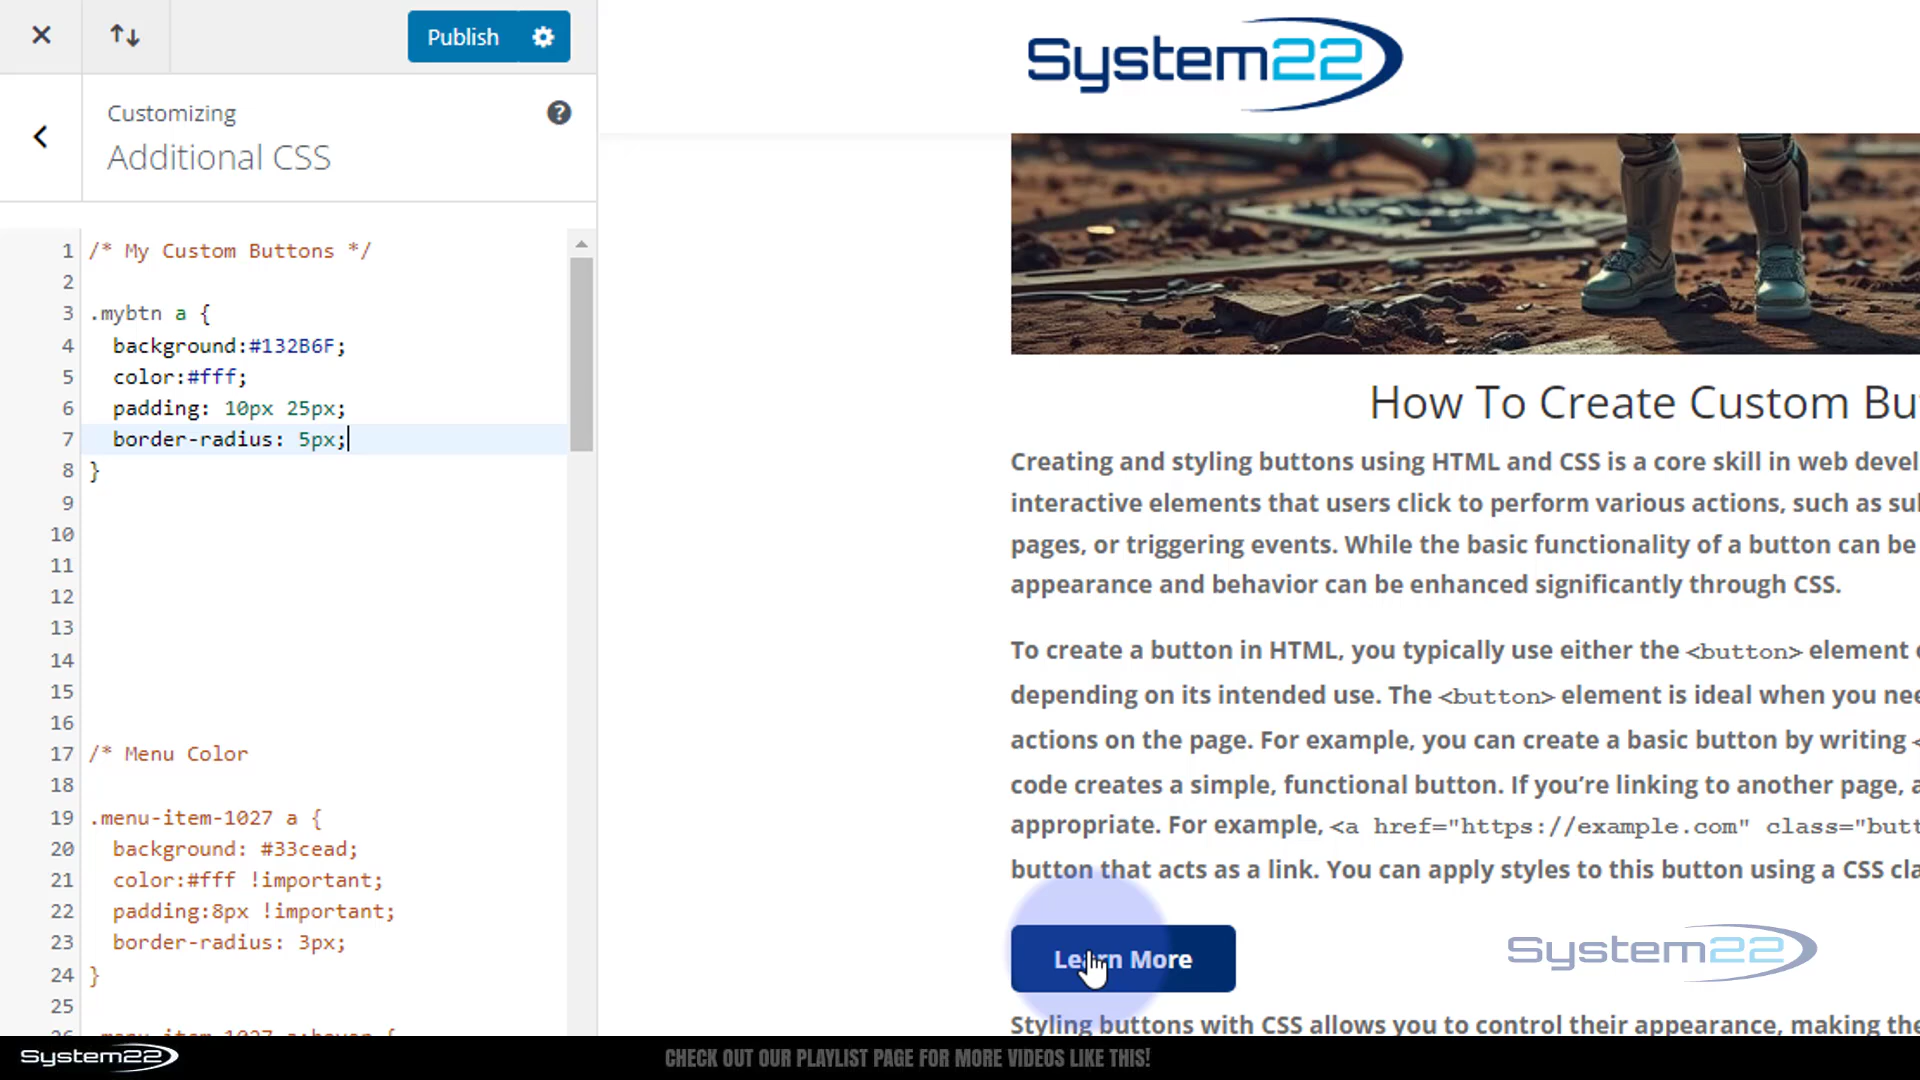 Publish
Customizing
Additional CSS
1 /* My Custom Buttons */
2
3 .mybtn a {
4 background:#132B6F;
5 color:#fff;
6 padding: 10px 25px;
7 border-radius: 5px;
8 }
9
10
11
12
13
14
15
16
17 /* Menu Color
18
19 .menu-item-1027 a {
20 background: #33cead;
21 color:#fff !important;
22 padding:8px !important;
23 border-radius: 3px;
24 }
25
System22
How To Create Custom Bu
Creating and styling buttons using HTML and CSS is a core skill in web devel
interactive elements that users click to perform various actions, such as su
pages, or triggering events. While the basic functionality of a button can be
appearance and behavior can be enhanced significantly through CSS.
To create a button in HTML, you typically use either the <button> element
depending on its intended use. The <button> element is ideal when you nee
actions on the page. For example, you can create a basic button by writing <
code creates a simple, functional button. If you’re linking to another page, a
appropriate. For example, <a href="https://example.com" class="butt
button that acts as a link. You can apply styles to this button using a CSS cla
Learn More
System22
Styling buttons with CSS allows you to control their appearance, making the
System22
CHECK OUT OUR PLAYLIST PAGE FOR MORE VIDEOS LIKE THIS!